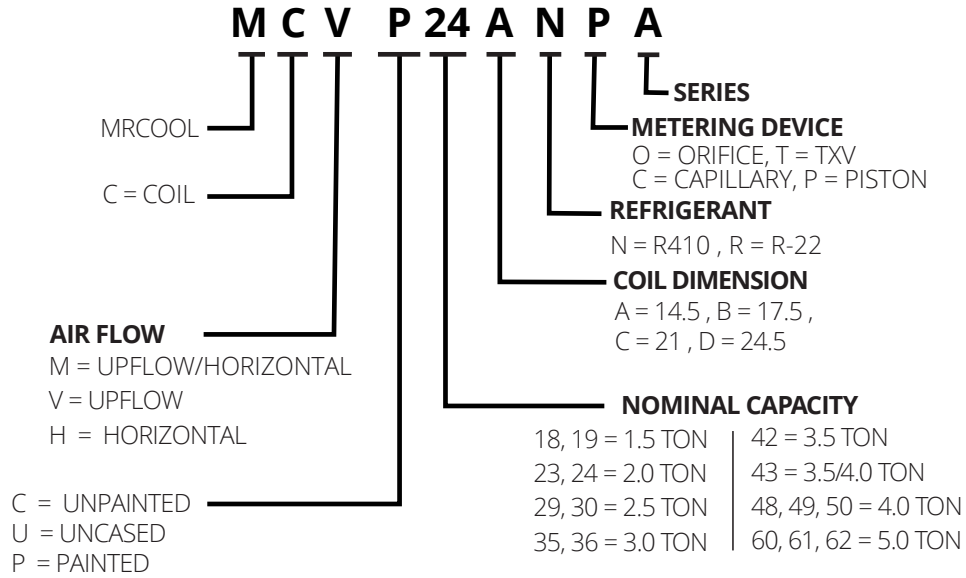 M C V P 24 A N P A
SERIES
MRCOOL
METERING DEVICE
O = ORIFICE, T = TXV
C = CAPILLARY, P = PISTON
C = COIL
REFRIGERANT
N = R410 , R = R-22
COIL DIMENSION
A = 14.5 , B = 17.5 ,
C = 21 , D = 24.5
AIR FLOW
M = UPFLOW/HORIZONTAL
V = UPFLOW
H = HORIZONTAL
NOMINAL CAPACITY
18, 19 = 1.5 TON
23, 24 = 2.0 TON
29, 30 = 2.5 TON
35, 36 = 3.0 TON
42 = 3.5 TON
43 = 3.5/4.0 TON
48, 49, 50 = 4.0 TON
60, 61, 62 = 5.0 TON
C = UNPAINTED
U = UNCASED
P = PAINTED